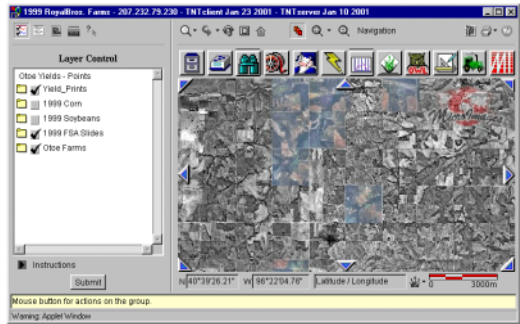 1999 RoyalBros. Farms - 207.232.79.230 - TNTclient Jan 23 2001 - TNTserver Jan 10 2001
Navigation
Layer Control
Otoe Yields - Points
Yield_Prints
1999 Corn
1999 Soybeans
1999 FSA Slides
Otoe Farms
OWL
MicroImages
Instructions
Submit
N 40°39'26.21" W 96°22'04.76" Latitude / Longitude 0 3000m
Mouse button for actions on the group.
Warning: Applet Window